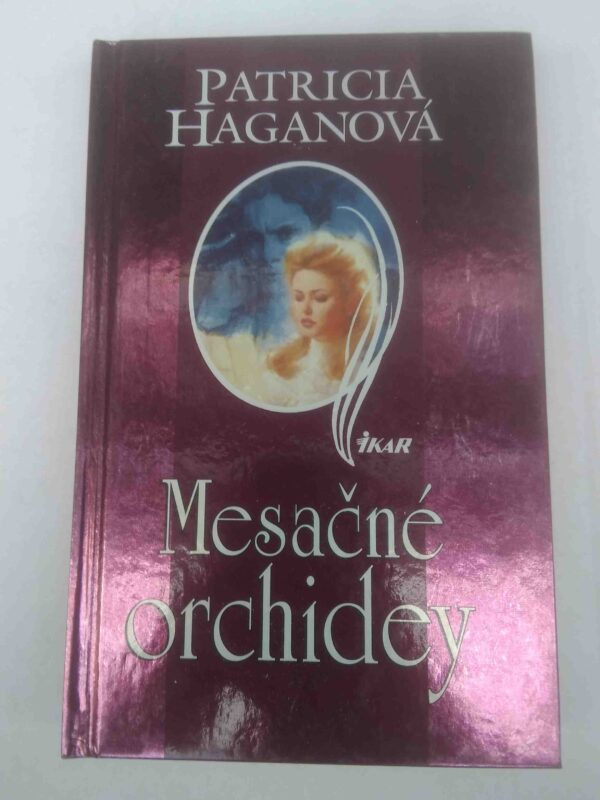 PATRICIA
HAGANOVÁ
IKAR
Mesačné
orchidey